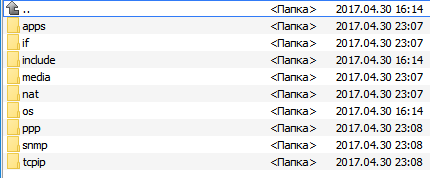 .. <Папка> 2017.04.30 16:14
apps <Папка> 2017.04.30 23:07
if <Папка> 2017.04.30 23:07
include <Папка> 2017.04.30 16:14
media <Папка> 2017.04.30 23:07
nat <Папка> 2017.04.30 23:07
os <Папка> 2017.04.30 16:14
ppp <Папка> 2017.04.30 23:08
snmp <Папка> 2017.04.30 23:08
tcpip <Папка> 2017.04.30 23:08